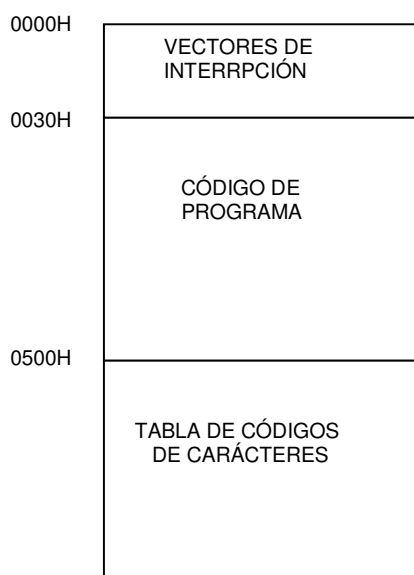 0000H
VECTORES DE
INTERRPCIÓN
0030H
CÓDIGO DE
PROGRAMA
0500H
TABLA DE CÓDIGOS
DE CARÁCTERES